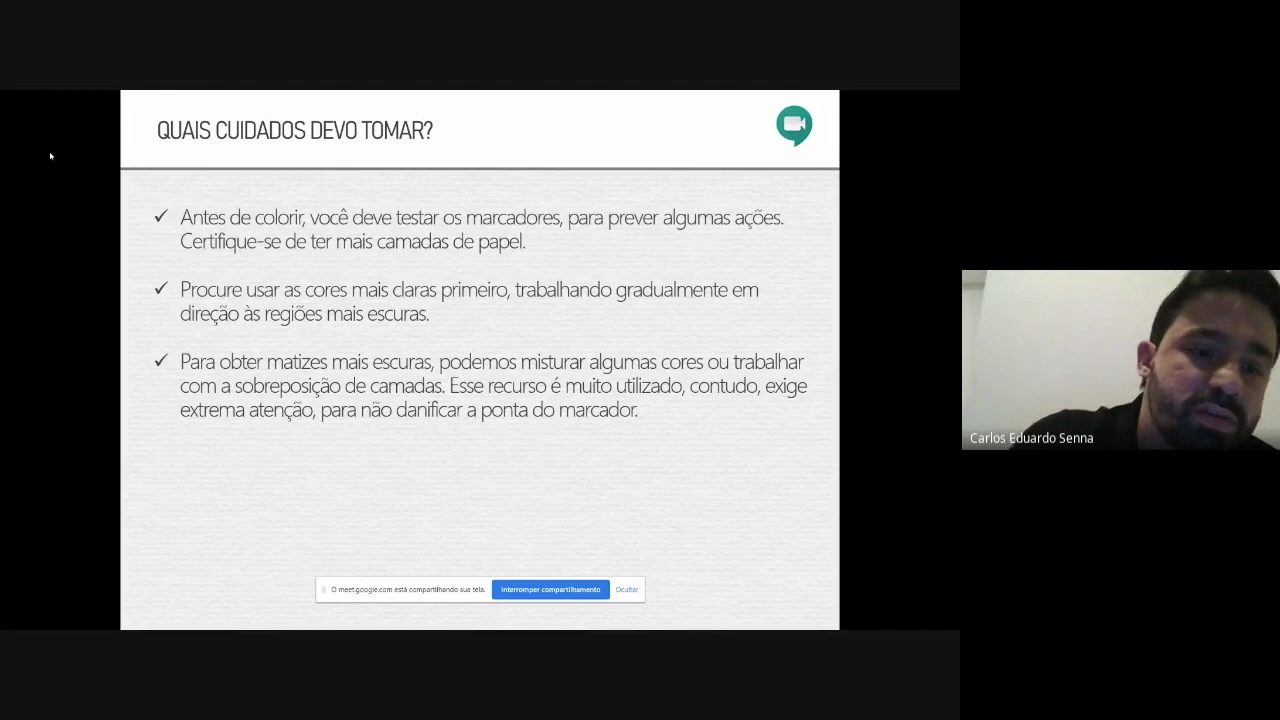 QUAIS CUIDADOS DEVO TOMAR?
✓ Antes de colorir, você deve testar os marcadores, para prever algumas ações.
Certifique-se de ter mais camadas de papel.
✓ Procure usar as cores mais claras primeiro, trabalhando gradualmente em
direção às regiões mais escuras.
✓ Para obter matizes mais escuras, podemos misturar algumas cores ou trabalhar
com a sobreposição de camadas. Esse recurso é muito utilizado, contudo, exige
extrema atenção, para não danificar a ponta do marcador.
O meet.google.com está compartilhando sua tela. Interromper compartilhamento Ocultar
Carlos Eduardo Senna